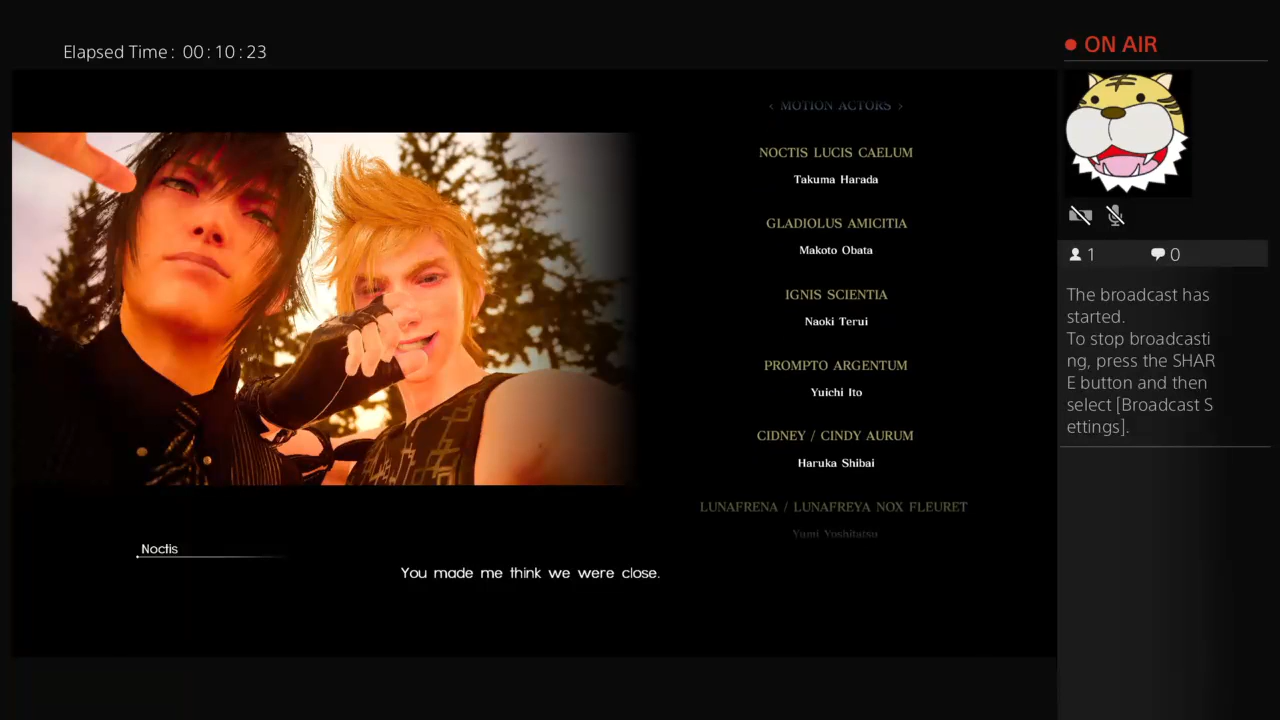 Elapsed Time: 00:10:23
ON AIR
‹ MOTION ACTORS ›
NOCTIS LUCIS CAELUM
Takuma Harada
GLADIOLUS AMICITIA
Makoto Obata
IGNIS SCIENTIA
Naoki Terui
PROMPTO ARGENTUM
Yuichi Ito
CIDNEY / CINDY AURUM
Haruka Shibai
LUNAFRENA / LUNAFREYA NOX FLEURET
Yumi Yoshitatsu
Noctis
You made me think we were close.
1
0
The broadcast has
started.
To stop broadcasti
ng, press the SHAR
E button and then
select [Broadcast S
ettings].